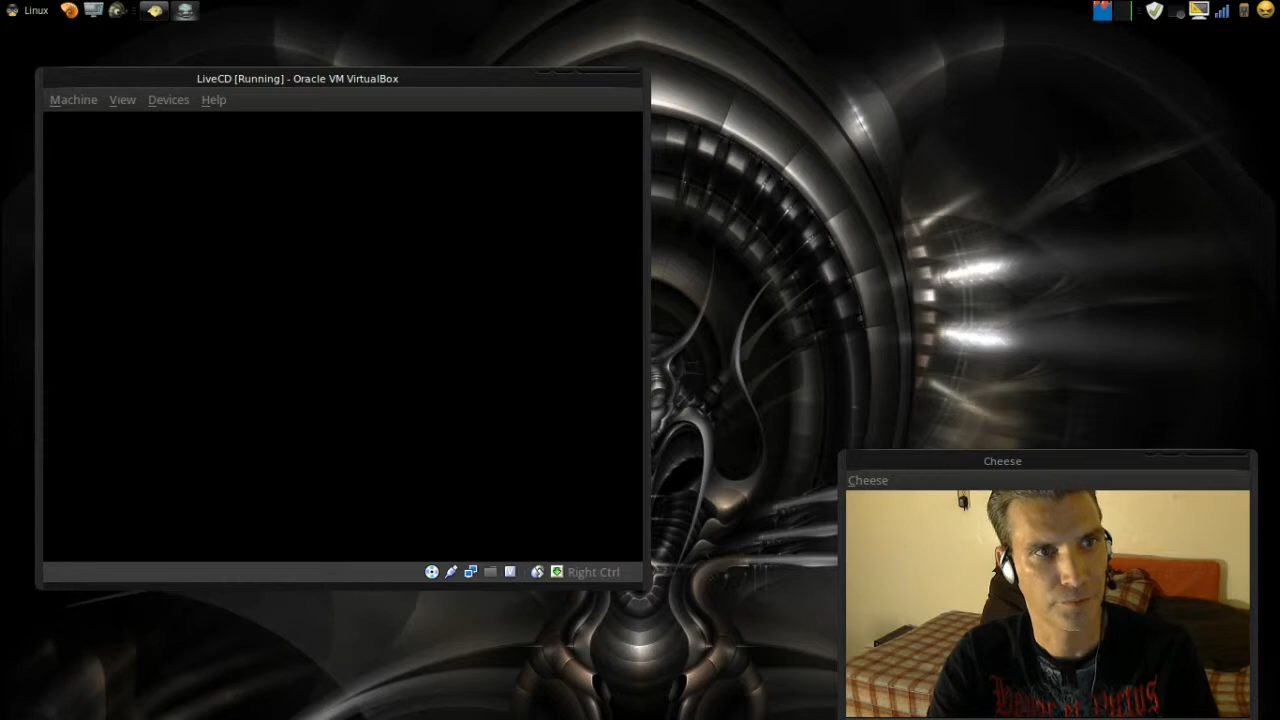 Linux
LiveCD [Running] - Oracle VM VirtualBox
Machine View Devices Help
Right Ctrl
Cheese
Cheese